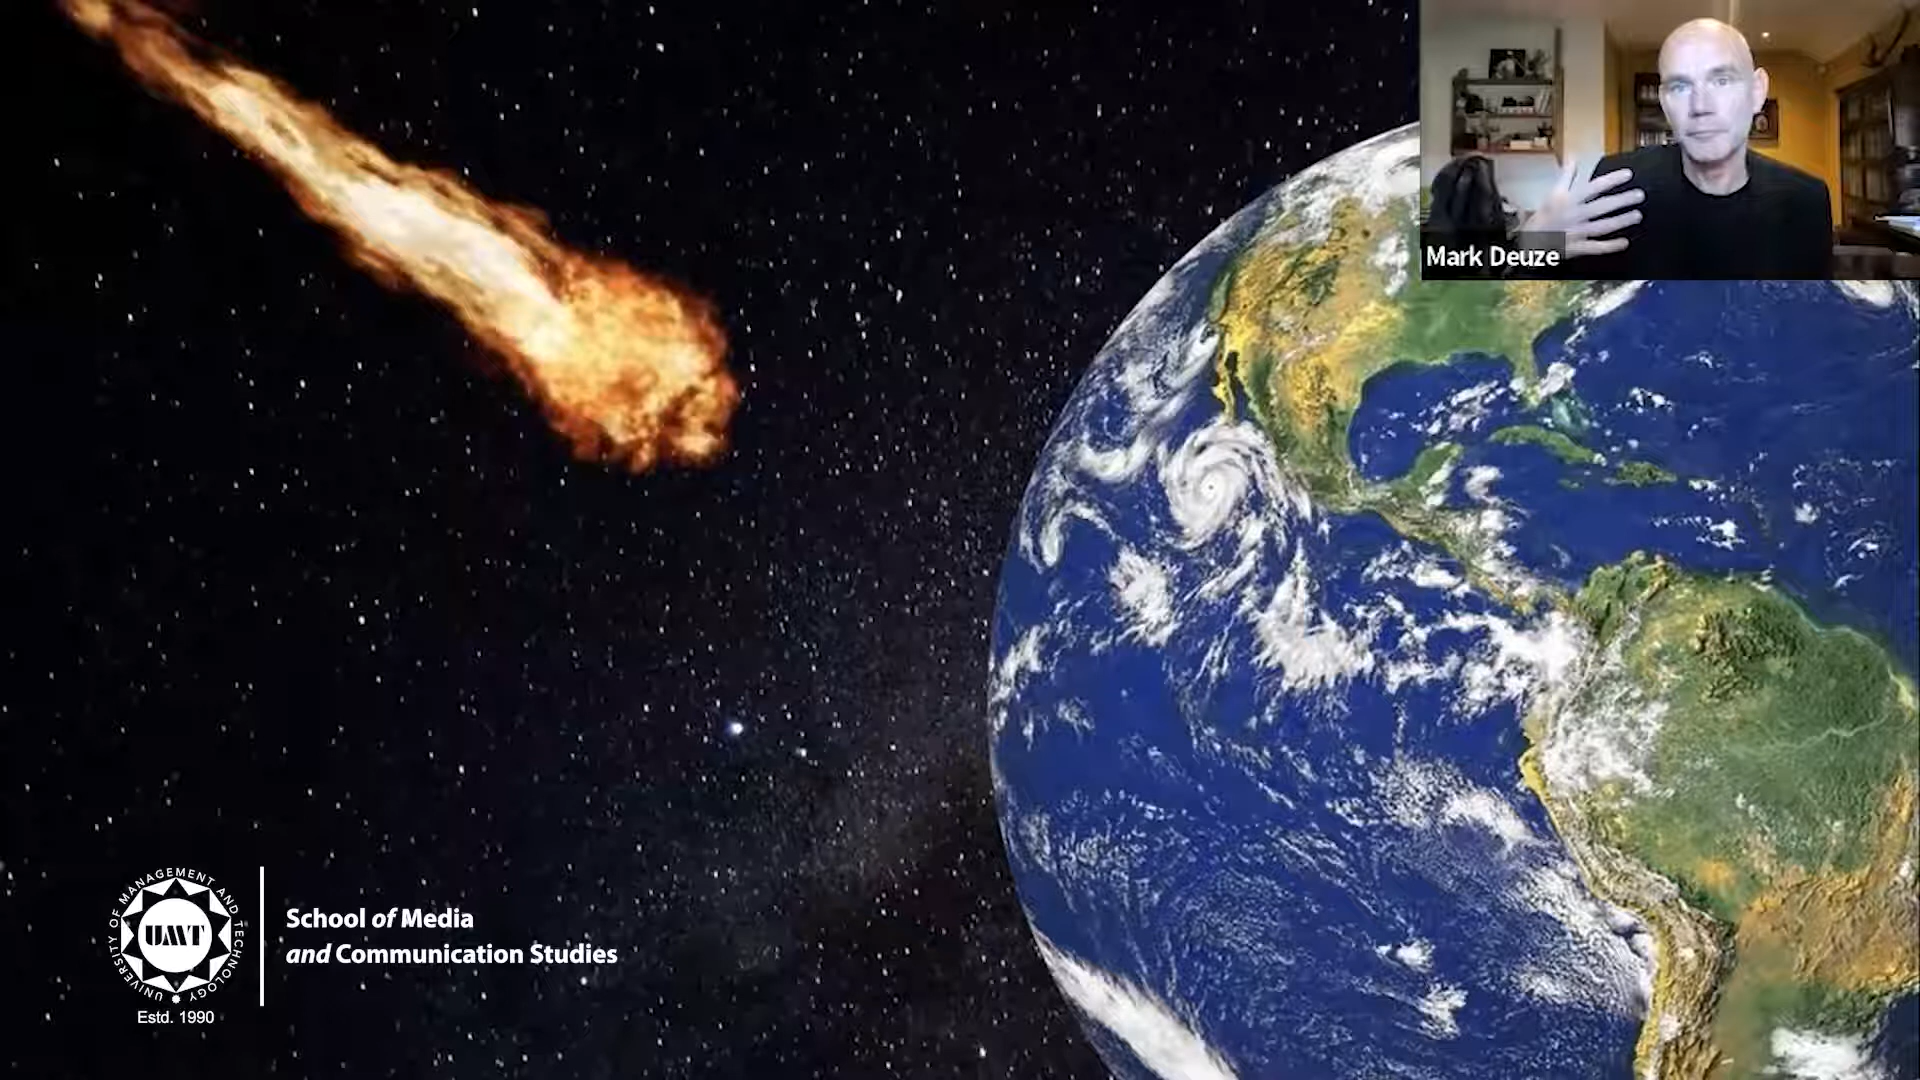 Mark Deuze
UNIVERSITY OF MANAGEMENT AND TECHNOLOGY
UMT
School of Media
and Communication Studies
Estd. 1990